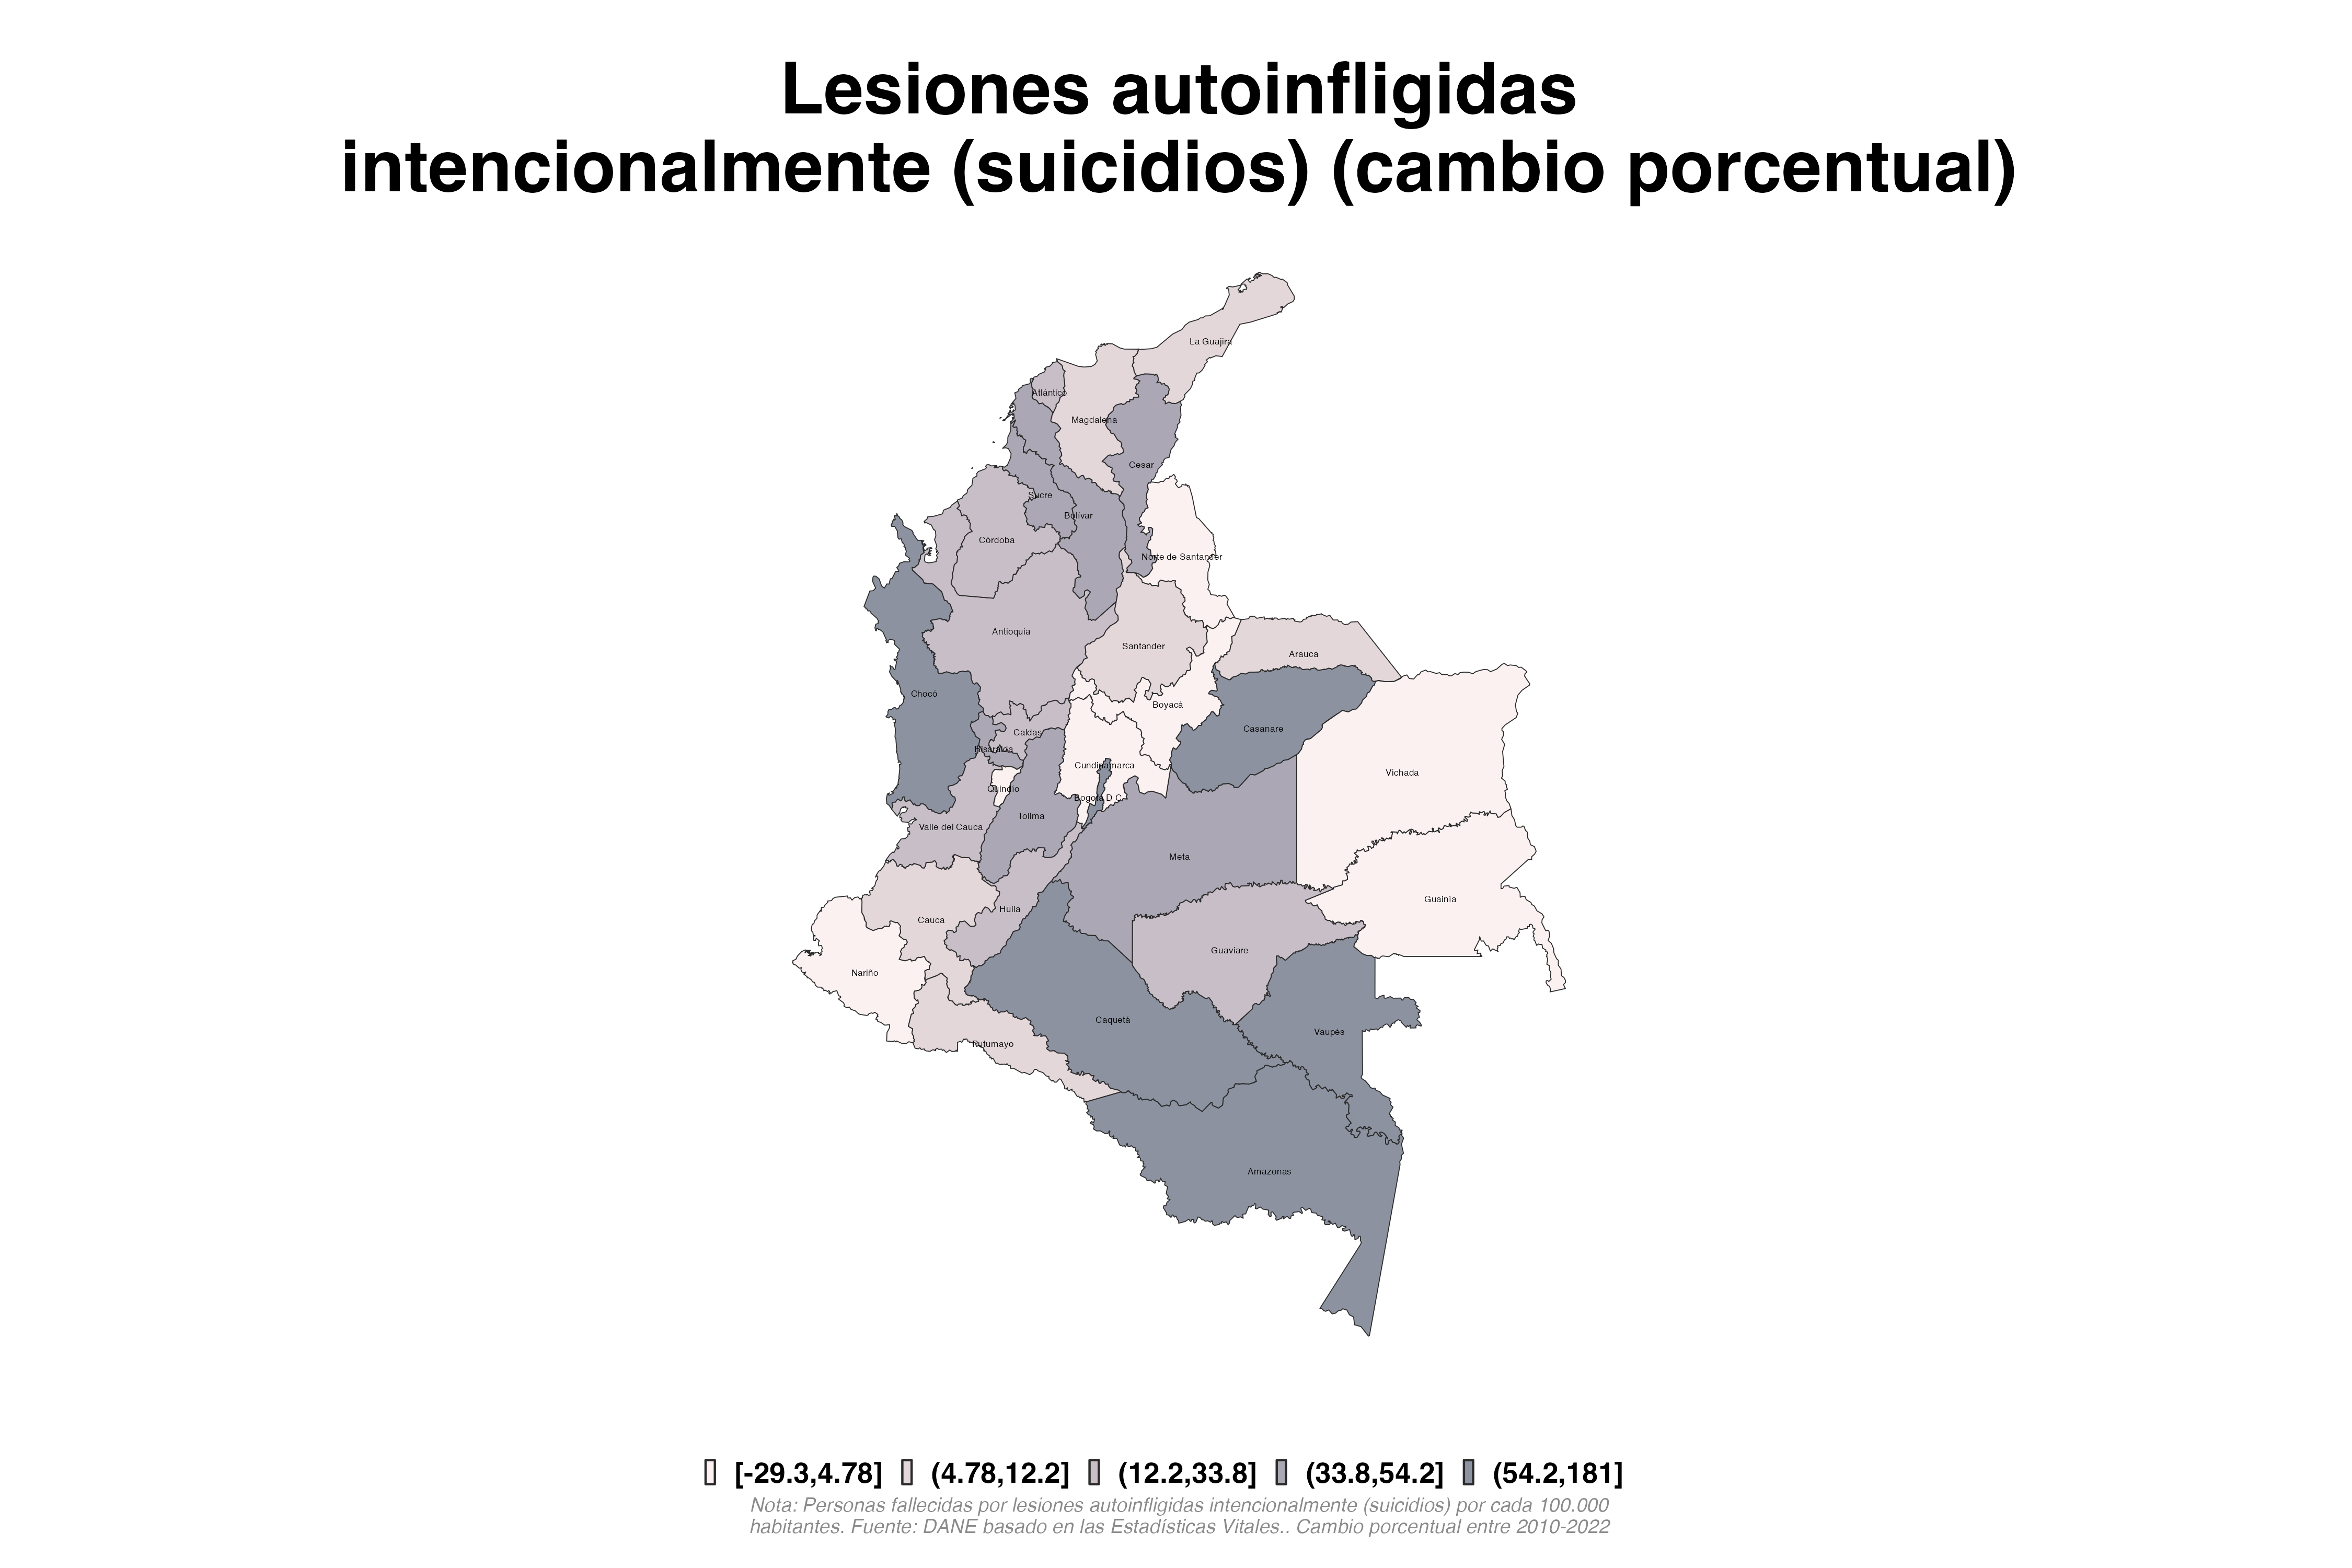 Lesiones autoinfligidas
intencionalmente (suicidios) (cambio porcentual)
La Guajira
Atlántico
Magdalena
Cesar
Sucre
Bolívar
Córdoba
Norte de Santander
Antioquia
Santander
Arauca
Chocó
Boyacá
Casanare
Caldas
Risaralda
Cundinamarca
Vichada
Quindío
Bogotá D.C.
Tolima
Valle del Cauca
Meta
Guainía
Huila
Cauca
Guaviare
Nariño
Caquetá
Vaupés
Putumayo
Amazonas
[-29.3,4.78] (4.78,12.2] (12.2,33.8] (33.8,54.2] (54.2,181]
Nota: Personas fallecidas por lesiones autoinfligidas intencionalmente (suicidios) por cada 100.000
habitantes. Fuente: DANE basado en las Estadísticas Vitales.. Cambio porcentual entre 2010-2022